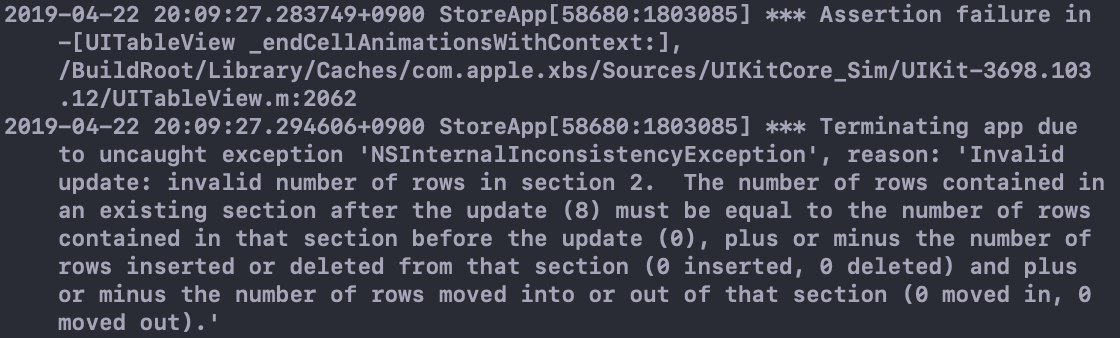 2019-04-22 20:09:27.283749+0900 StoreApp[58680:1803085] *** Assertion failure in
-[UITableView _endCellAnimationsWithContext:],
/BuildRoot/Library/Caches/com.apple.xbs/Sources/UIKitCore_Sim/UIKit-3698.103
.12/UITableView.m:2062
2019-04-22 20:09:27.294606+0900 StoreApp[58680:1803085] *** Terminating app due
to uncaught exception 'NSInternalInconsistencyException', reason: 'Invalid
update: invalid number of rows in section 2.  The number of rows contained in
an existing section after the update (8) must be equal to the number of rows
contained in that section before the update (0), plus or minus the number of
rows inserted or deleted from that section (0 inserted, 0 deleted) and plus
or minus the number of rows moved into or out of that section (0 moved in, 0
moved out).'